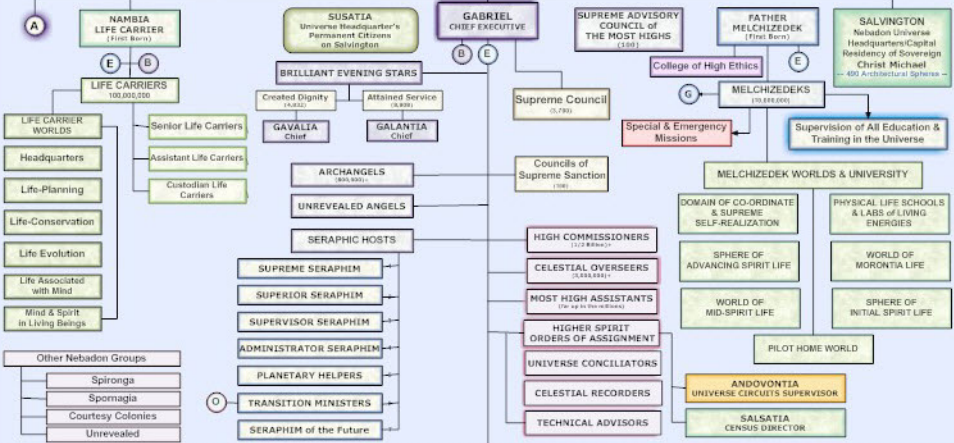 A
NAMBIA
LIFE CARRIER
(First Born)
E
B
LIFE CARRIERS
100,000,000
LIFE CARRIER
WORLDS
Headquarters
Life-Planning
Life-Conservation
Life Evolution
Life Associated
with Mind
Mind & Spirit
in Living Beings
Senior Life Carriers
Assistant Life Carriers
Custodian Life
Carriers
Other Nebadon Groups
Spironga
Spornagia
Courtesy Colonies
Unrevealed
SUSATIA
Universe Headquarter's
Permanent Citizens
on Salvington
GABRIEL
CHIEF EXECUTIVE
B
E
BRILLIANT EVENING STARS
Created Dignity
Attained Service
GAVALIA
Chief
GALANTIA
Chief
Supreme Council
ARCHANGELS
Councils of
Supreme Sanction
UNREVEALED ANGELS
SERAPHIC HOSTS
SUPREME SERAPHIM
SUPERIOR SERAPHIM
SUPERVISOR SERAPHIM
ADMINISTRATOR SERAPHIM
PLANETARY HELPERS
O
TRANSITION MINISTERS
SERAPHIM of the Future
HIGH COMMISSIONERS
(1/2 Billion)+
CELESTIAL OVERSEERS
MOST HIGH ASSISTANTS
HIGHER SPIRIT
ORDERS OF ASSIGNMENT
UNIVERSE CONCILIATORS
CELESTIAL RECORDERS
TECHNICAL ADVISORS
SUPREME ADVISORY
COUNCIL of
THE MOST HIGHS
(100)
FATHER
MELCHIZEDEK
(First Born)
College of High Ethics
E
G
MELCHIZEDEKS
(10,000,000)
Special & Emergency
Missions
Supervision of All Education &
Training in the Universe
SALVINGTON
Nebadon Universe
Headquarters/Capital
Residency of Sovereign
Christ Michael
— 490 Architectural Spheres —
MELCHIZEDEK WORLDS & UNIVERSITY
DOMAIN OF CO-ORDINATE
& SUPREME
SELF-REALIZATION
PHYSICAL LIFE SCHOOLS
& LABS of LIVING
ENERGIES
SPHERE OF
ADVANCING SPIRIT LIFE
WORLD OF
MORONTIA LIFE
WORLD OF
MID-SPIRIT LIFE
SPHERE OF
INITIAL SPIRIT LIFE
PILOT HOME WORLD
ANDOVONTIA
UNIVERSE CIRCUITS SUPERVISOR
SALSATIA
CENSUS DIRECTOR